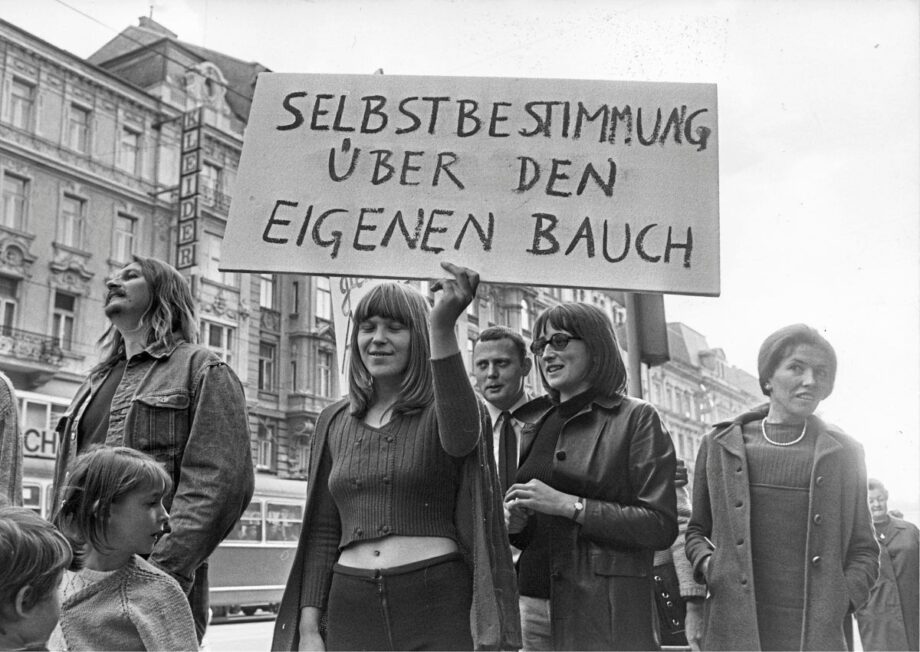 SELBSTBESTIMMUNG
ÜBER DEN
EIGENEN BAUCH
KLEIDER